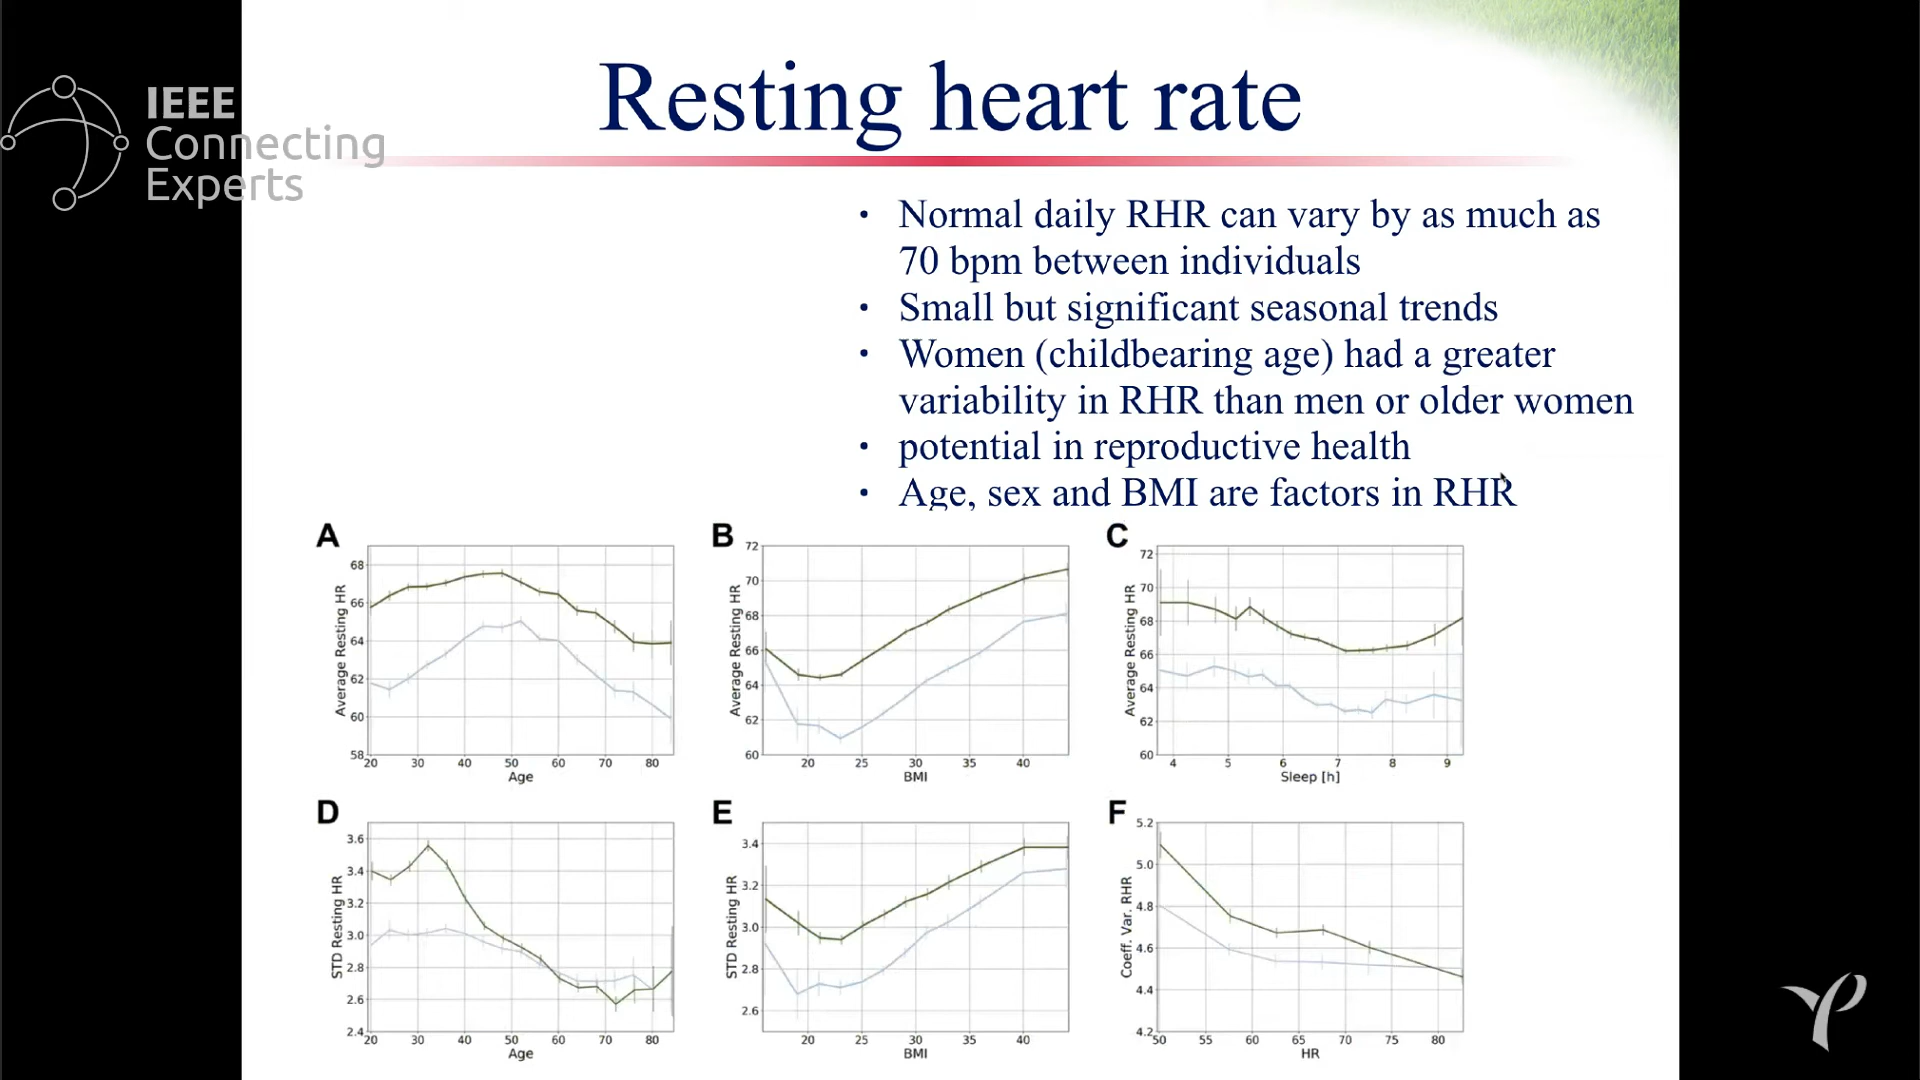 IEEE
Connecting
Experts
Resting heart rate
• Normal daily RHR can vary by as much as
70 bpm between individuals
• Small but significant seasonal trends
• Women (childbearing age) had a greater
variability in RHR than men or older women
• potential in reproductive health
• Age, sex and BMI are factors in RHR
A
68
66
64
62
60
58
Average Resting HR
20 30 40 50 60 70 80
Age
B
72
70
68
66
64
62
60
Average Resting HR
20 25 30 35 40
BMI
C
72
70
68
66
64
62
60
Average Resting HR
4 5 6 7 8 9
Sleep [h]
D
3.6
3.4
3.2
3.0
2.8
2.6
2.4
STD Resting HR
20 30 40 50 60 70 80
Age
E
3.4
3.2
3.0
2.8
2.6
STD Resting HR
20 25 30 35 40
BMI
F
5.2
5.0
4.8
4.6
4.4
4.2
Coeff. Var. RHR
50 55 60 65 70 75 80
HR